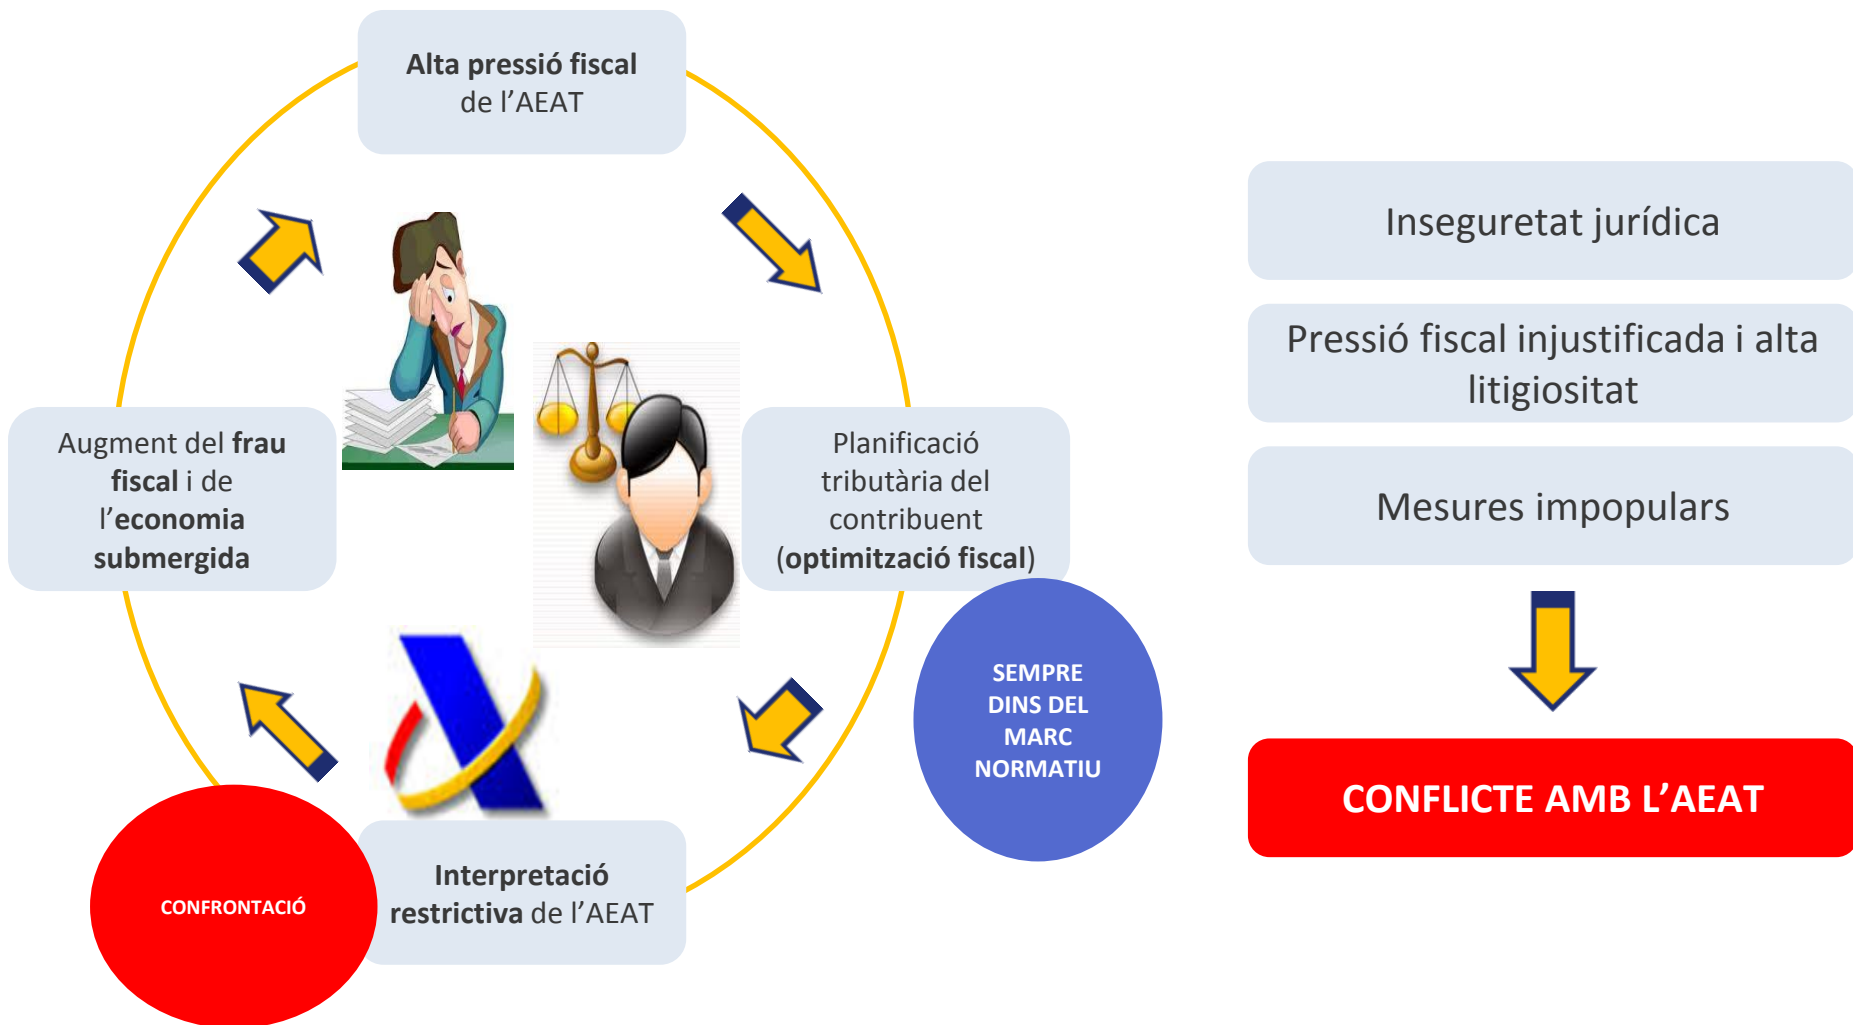 Alta pressió fiscal
de l’AEAT
Augment del frau
fiscal i de
l’economia
submergida
Planificació
tributària del
contribuent
(optimització fiscal)
SEMPRE
DINS DEL
MARC
NORMATIU
Interpretació
restrictiva de l’AEAT
CONFRONTACIÓ
Inseguretat jurídica
Pressió fiscal injustificada i alta
litigiositat
Mesures impopulars
CONFLICTE AMB L’AEAT